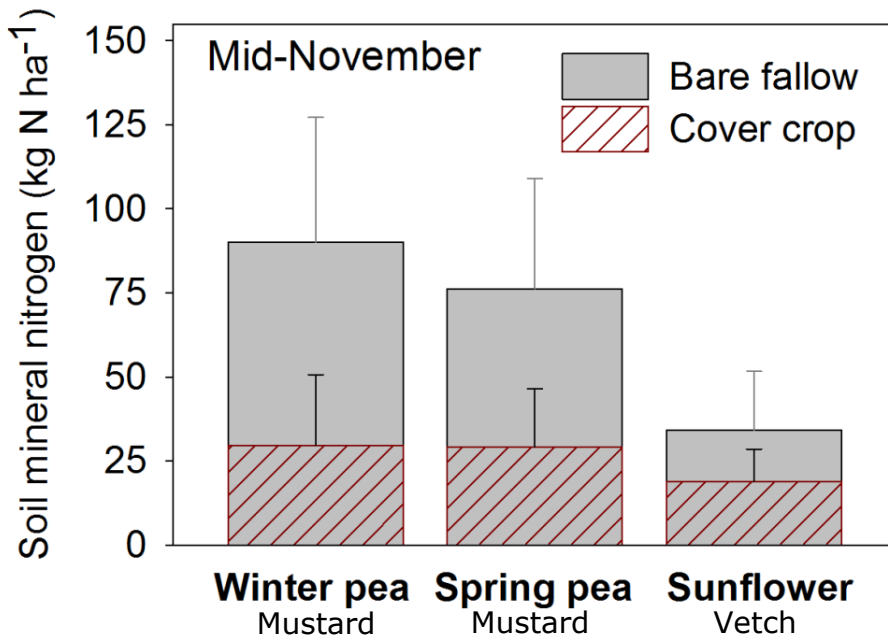 Soil mineral nitrogen (kg N ha⁻¹)
150
125
100
75
50
25
0
Mid-November
Bare fallow
Cover crop
Winter pea Spring pea Sunflower
Mustard Mustard Vetch